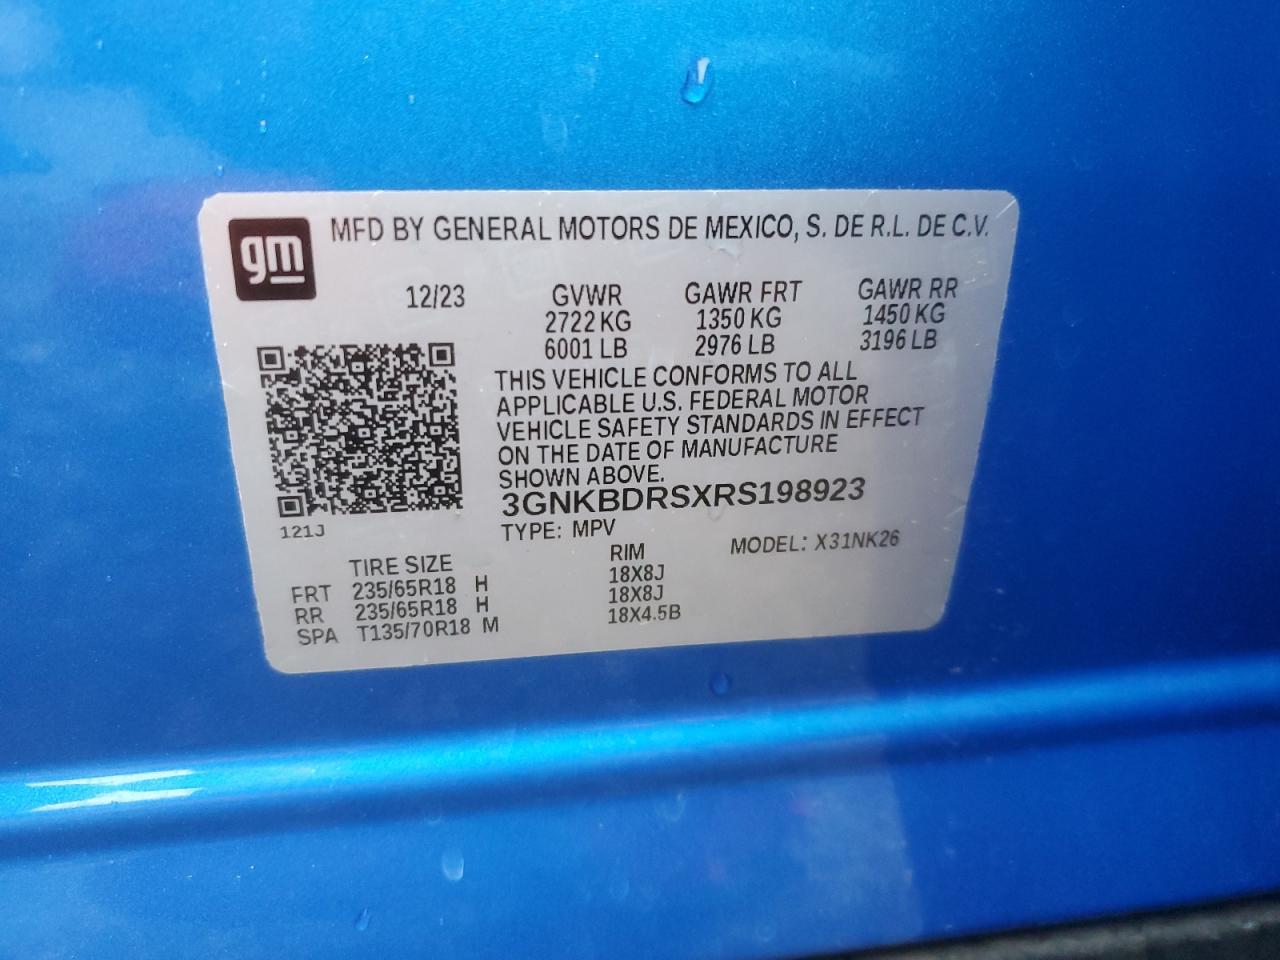 gm
MFD BY GENERAL MOTORS DE MEXICO, S. DE R.L. DE C.V.
12/23 GVWR GAWR FRT GAWR RR
2722 KG 1350 KG 1450 KG
6001 LB 2976 LB 3196 LB
THIS VEHICLE CONFORMS TO ALL
APPLICABLE U.S. FEDERAL MOTOR
VEHICLE SAFETY STANDARDS IN EFFECT
ON THE DATE OF MANUFACTURE
SHOWN ABOVE.
3GNKBDRSXRS198923
121J
TYPE: MPV MODEL: X31NK26
TIRE SIZE RIM
FRT 235/65R18 H 18X8J
RR 235/65R18 H 18X8J
SPA T135/70R18 M 18X4.5B